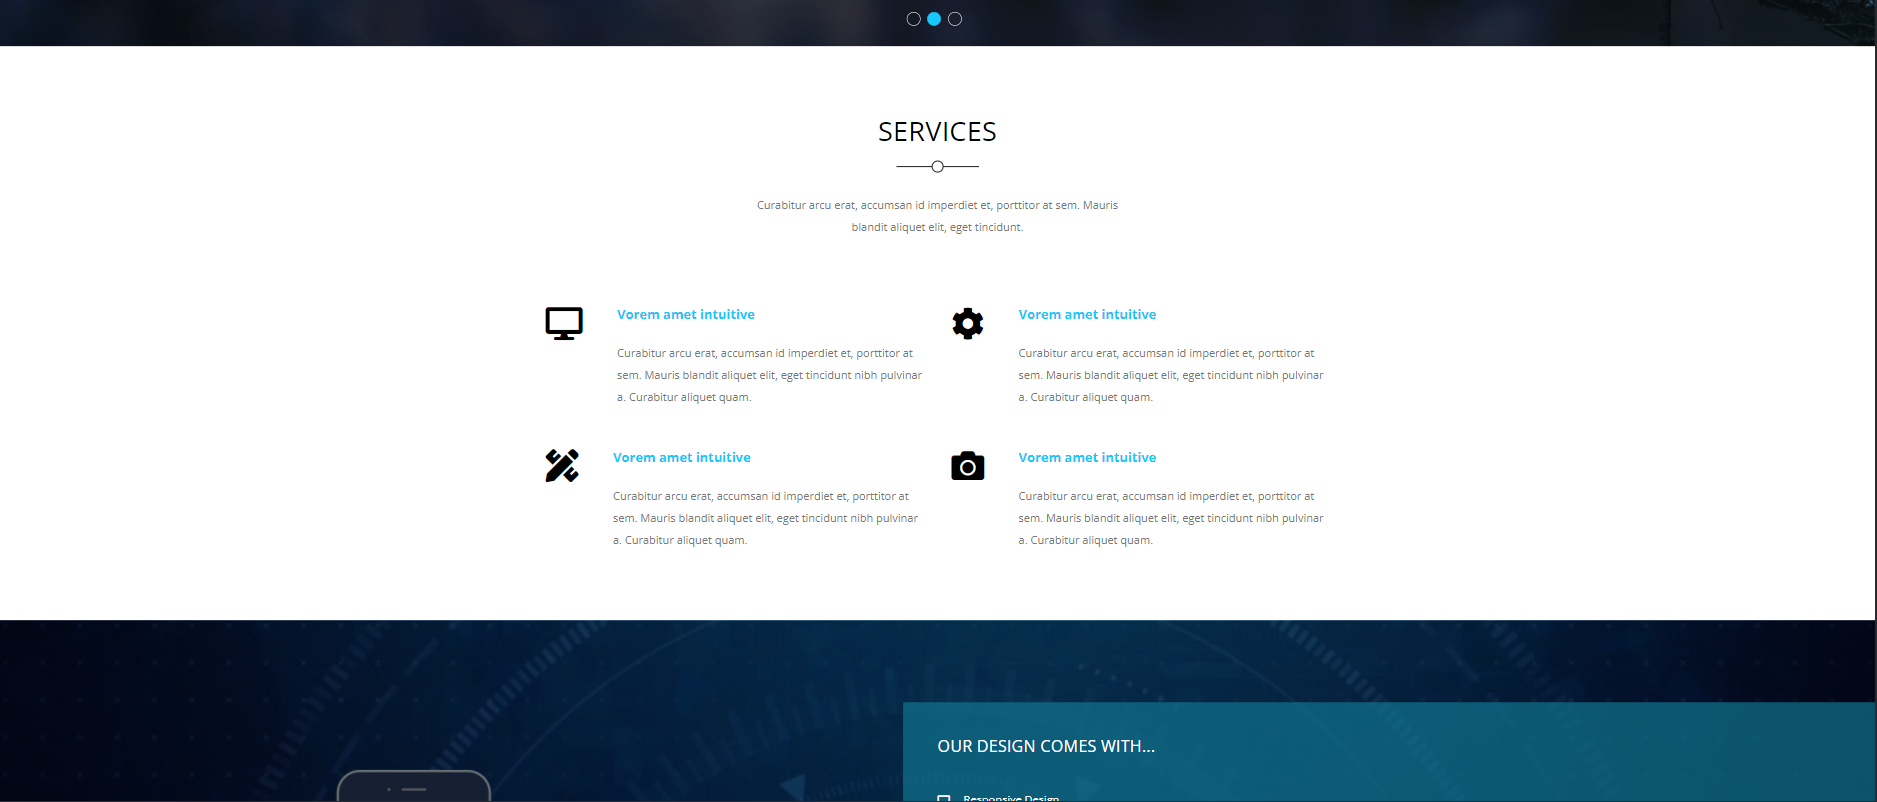 SERVICES
Curabitur arcu erat, accumsan id imperdiet et, porttitor at sem. Mauris
blandit aliquet elit, eget tincidunt.
Vorem amet intuitive
Curabitur arcu erat, accumsan id imperdiet et, porttitor at
sem. Mauris blandit aliquet elit, eget tincidunt nibh pulvinar
a. Curabitur aliquet quam.
Vorem amet intuitive
Curabitur arcu erat, accumsan id imperdiet et, porttitor at
sem. Mauris blandit aliquet elit, eget tincidunt nibh pulvinar
a. Curabitur aliquet quam.
Vorem amet intuitive
Curabitur arcu erat, accumsan id imperdiet et, porttitor at
sem. Mauris blandit aliquet elit, eget tincidunt nibh pulvinar
a. Curabitur aliquet quam.
Vorem amet intuitive
Curabitur arcu erat, accumsan id imperdiet et, porttitor at
sem. Mauris blandit aliquet elit, eget tincidunt nibh pulvinar
a. Curabitur aliquet quam.
OUR DESIGN COMES WITH...
Responsive Design